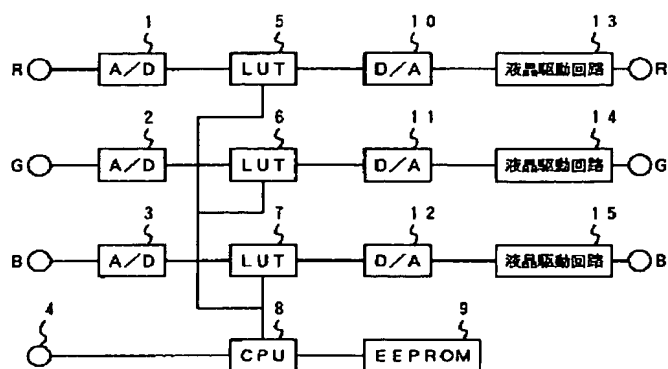 1 5 10 13
R A/D LUT D/A 液晶駆動回路 R
2 6 11 14
G A/D LUT D/A 液晶駆動回路 G
3 7 12 15
B A/D LUT D/A 液晶駆動回路 B
4 8 9
CPU EEPROM